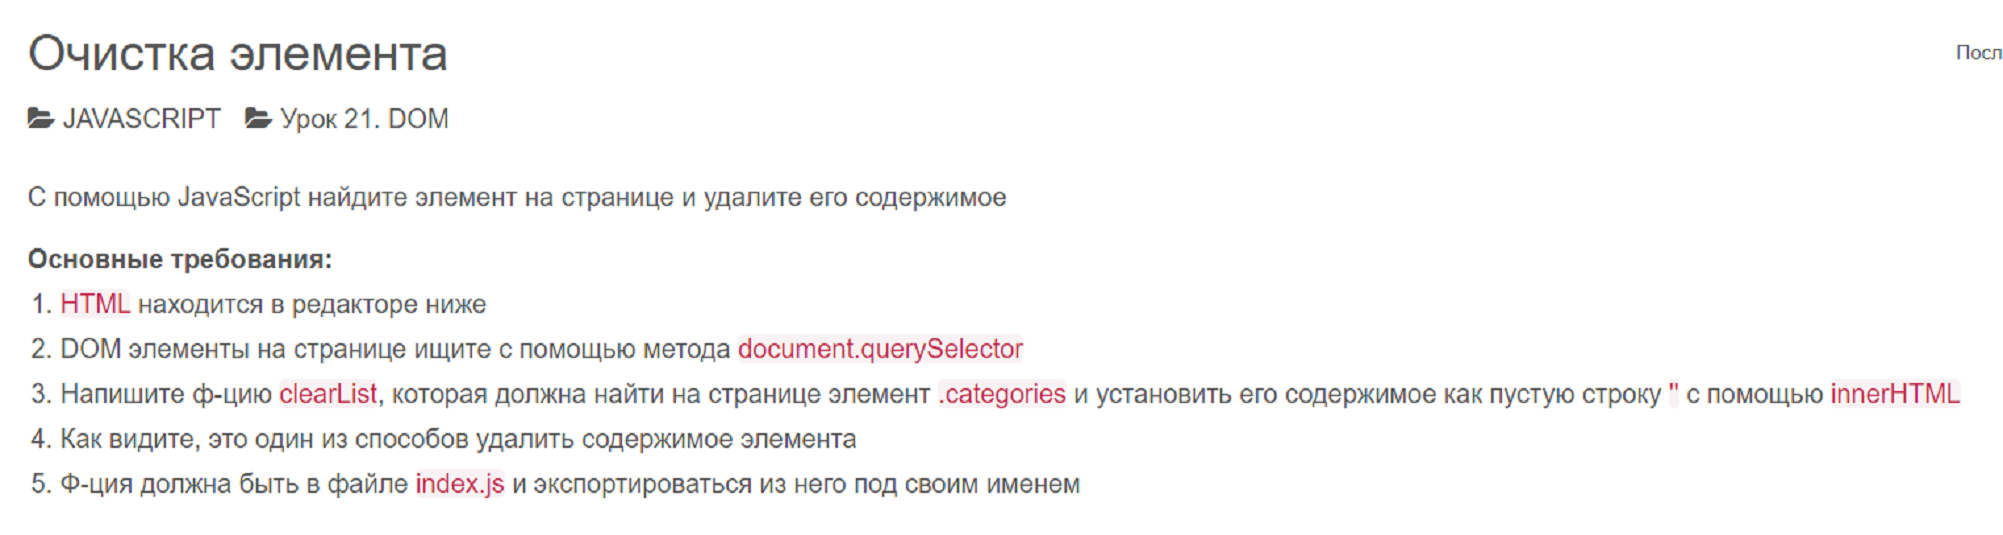 Очистка элемента
Посл
JAVASCRIPT Урок 21. DOM
С помощью JavaScript найдите элемент на странице и удалите его содержимое
Основные требования:
1. HTML находится в редакторе ниже
2. DOM элементы на странице ищите с помощью метода document.querySelector
3. Напишите ф-цию clearList, которая должна найти на странице элемент .categories и установить его содержимое как пустую строку '' с помощью innerHTML
4. Как видите, это один из способов удалить содержимое элемента
5. Ф-ция должна быть в файле index.js и экспортироваться из него под своим именем